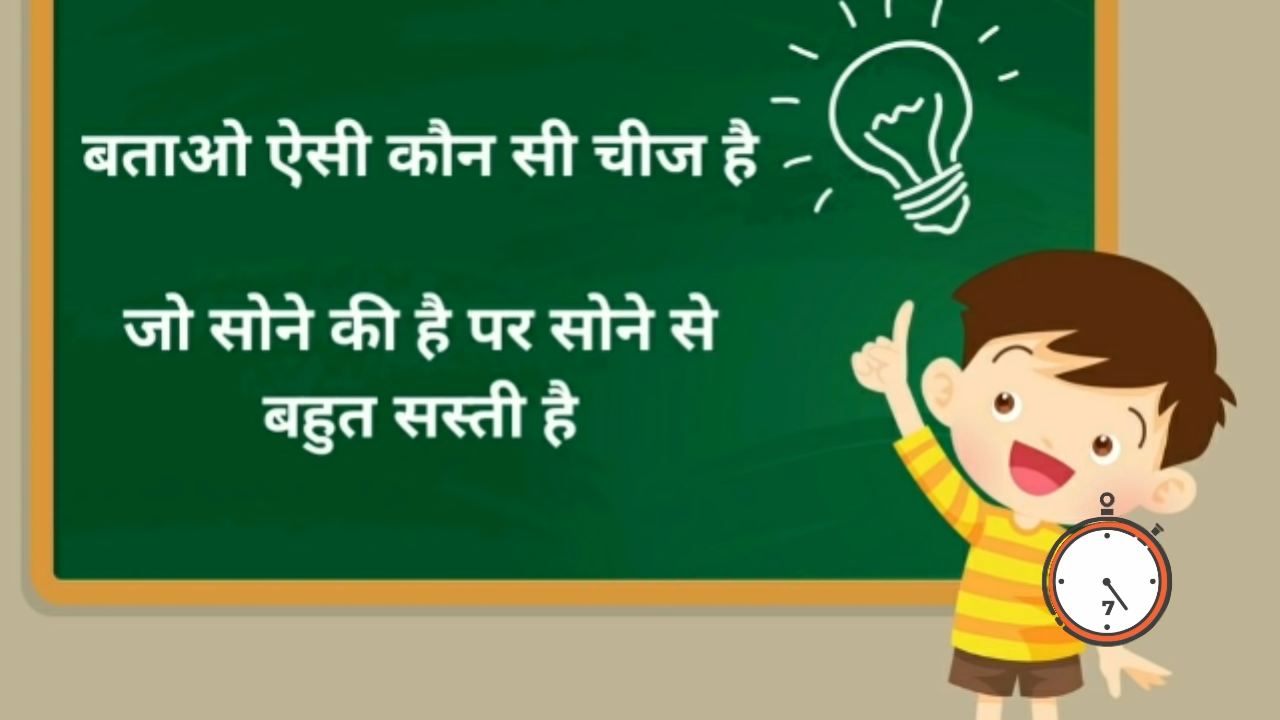 बताओ ऐसी कौन सी चीज है
जो सोने की है पर सोने से
बहुत सस्ती है
7